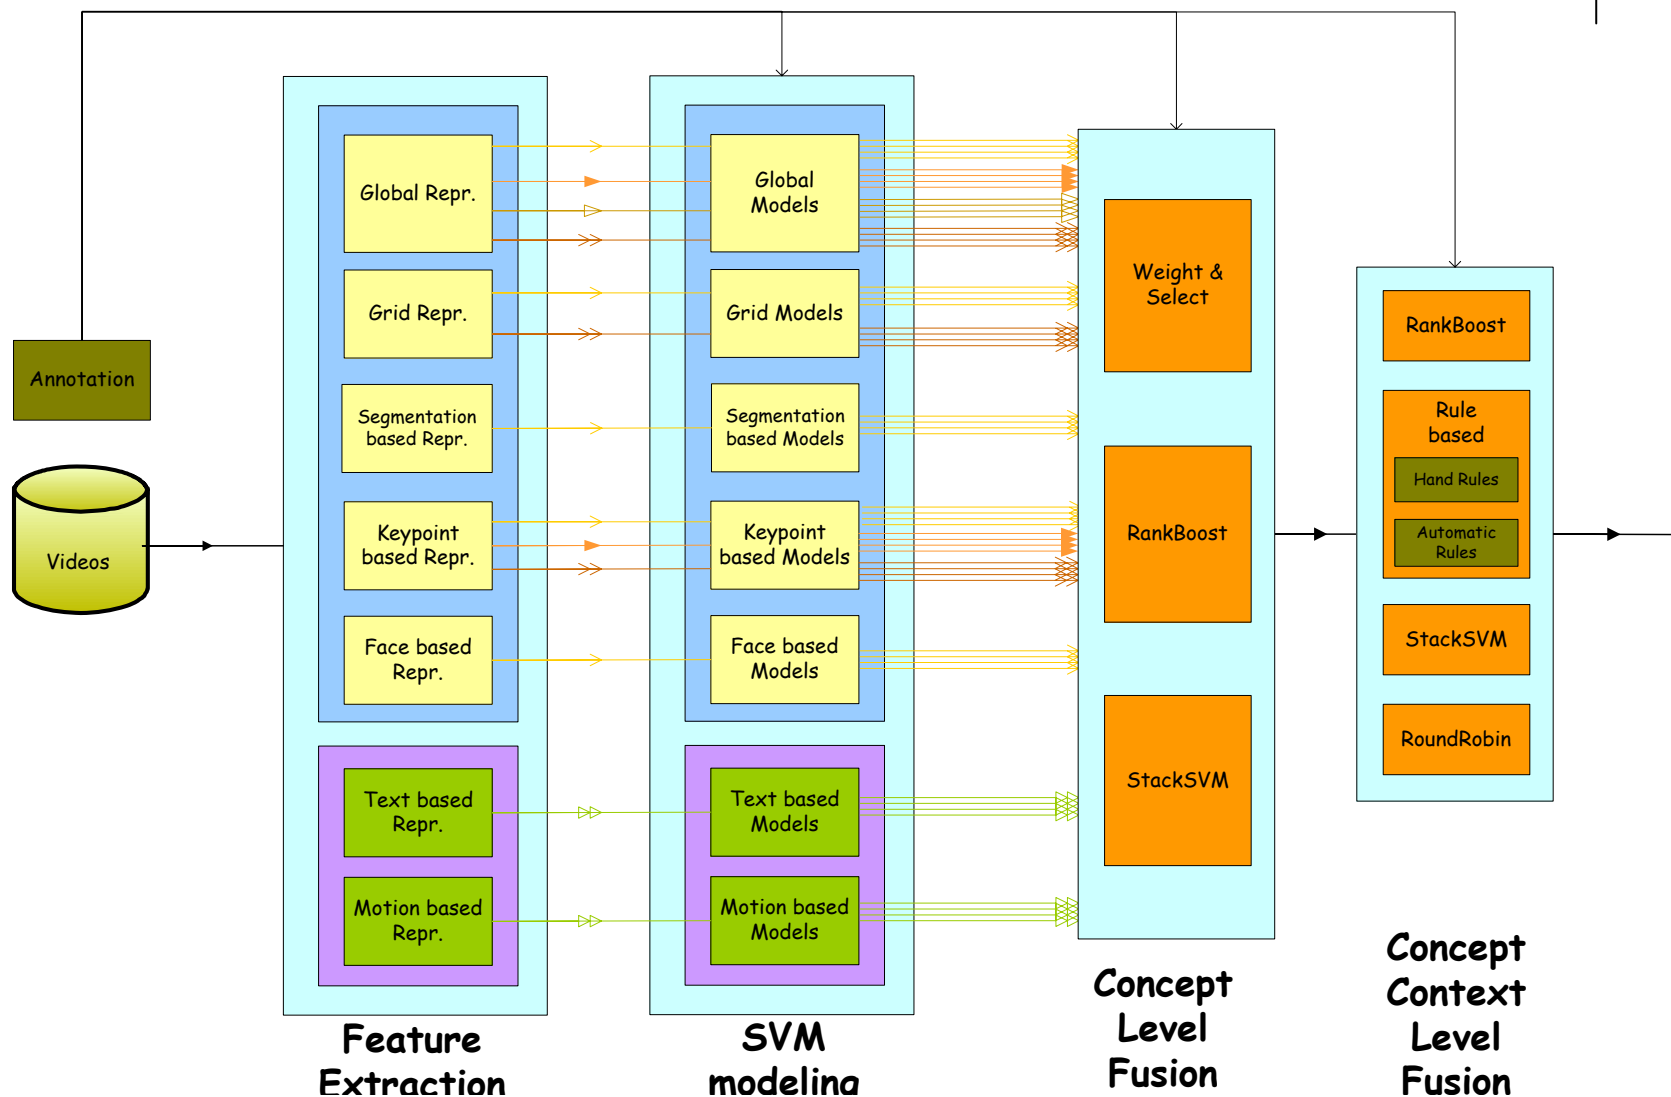 Annotation
Videos
Global Repr.
Grid Repr.
Segmentation
based Repr.
Keypoint
based Repr.
Face based
Repr.
Text based
Repr.
Motion based
Repr.
Feature
Extraction
Global
Models
Grid Models
Segmentation
based Models
Keypoint
based Models
Face based
Models
Text based
Models
Motion based
Models
SVM
modeling
Weight &
Select
RankBoost
StackSVM
Concept
Level
Fusion
RankBoost
Rule
based
Hand Rules
Automatic
Rules
StackSVM
RoundRobin
Concept
Context
Level
Fusion